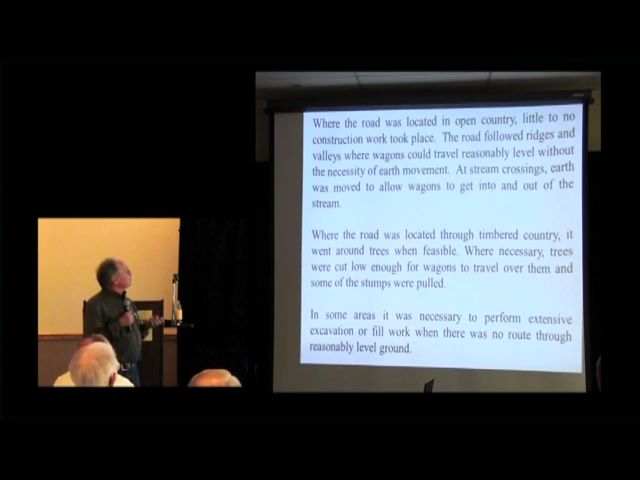 Where the road was located in open country, little to no
construction work took place. The road followed ridges and
valleys where wagons could travel reasonably level without
the necessity of earth movement. At stream crossings, earth
was moved to allow wagons to get into and out of the
stream.
Where the road was located through timbered country, it
went around trees when feasible. Where necessary, trees
were cut low enough for wagons to travel over them and
some of the stumps were pulled.
In some areas it was necessary to perform extensive
excavation or fill work when there was no route through
reasonably level ground.